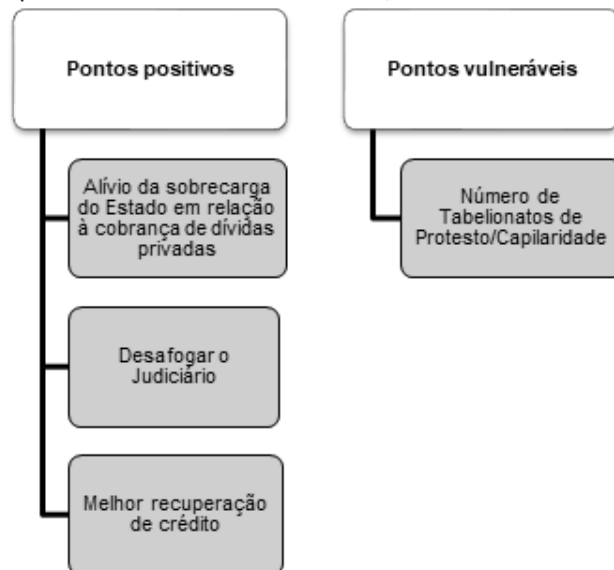 Pontos positivos
Alívio da sobrecarga
do Estado em relação
à cobrança de dívidas
privadas
Desafogar o
Judiciário
Melhor recuperação
de crédito
Pontos vulneráveis
Número de
Tabelionatos de
Protesto/Capilaridade